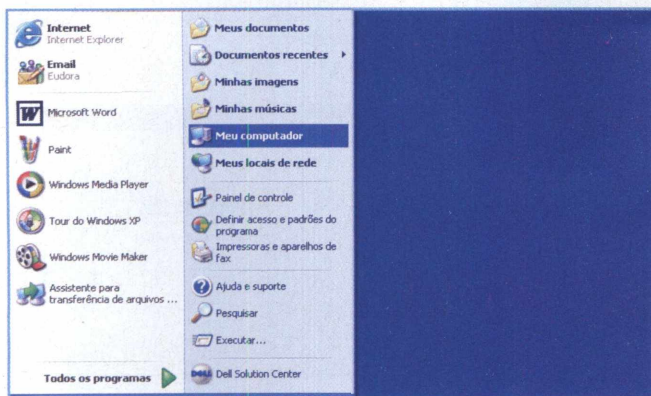 Internet
Internet Explorer
Email
Eudora
Microsoft Word
Paint
Windows Media Player
Tour do Windows XP
Windows Movie Maker
Assistente para
transferência de arquivos ...
Todos os programas
Meus documentos
Documentos recentes
Minhas imagens
Minhas músicas
Meu computador
Meus locais de rede
Painel de controle
Definir acesso e padrões do
programa
Impressoras e aparelhos de
fax
Ajuda e suporte
Pesquisar
Executar...
DELL Dell Solution Center